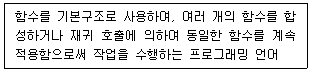 함수를 기본구조로 사용하며, 여러 개의 함수를 합
성하거나 재귀 호출에 의하여 동일한 함수를 계속
적용함으로써 작업을 수행하는 프로그래밍 언어